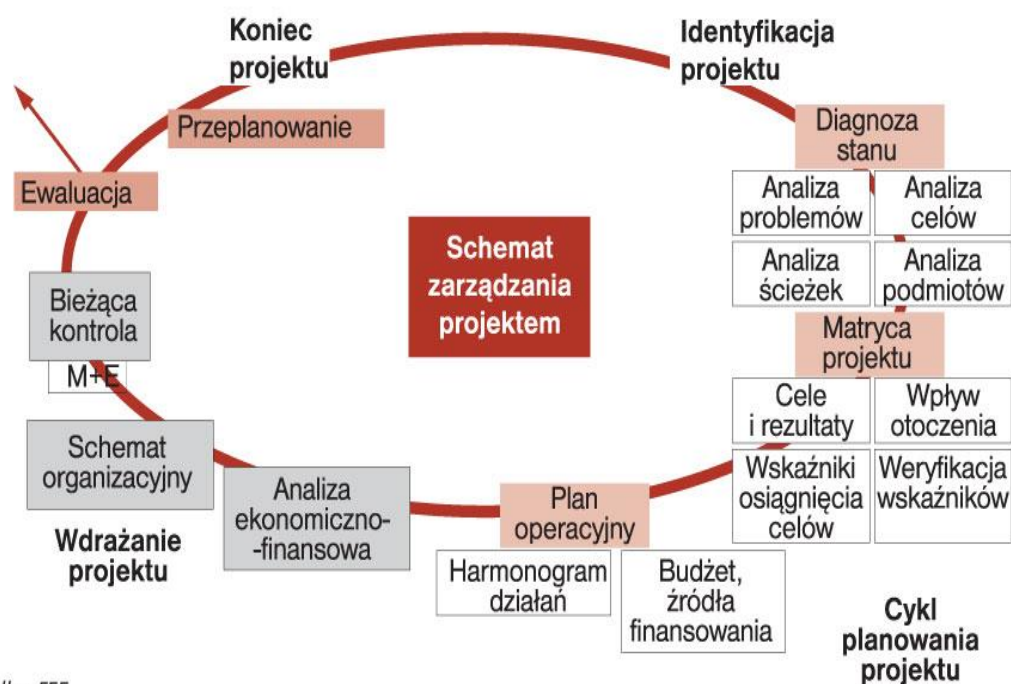 Koniec
projektu
Identyfikacja
projektu
Przeplanowanie
Diagnoza
stanu
Ewaluacja
Analiza
problemów
Analiza
celów
Schemat
zarządzania
projektem
Analiza
ścieżek
Analiza
podmiotów
Bieżąca
kontrola
M+E
Matryca
projektu
Cele
i rezultaty
Wpływ
otoczenia
Schemat
organizacyjny
Wskaźniki
osiągnięcia
celów
Weryfikacja
wskaźników
Analiza
ekonomiczno-
-finansowa
Plan
operacyjny
Wdrażanie
projektu
Harmonogram
działań
Budżet,
źródła
finansowania
Cykl
planowania
projektu